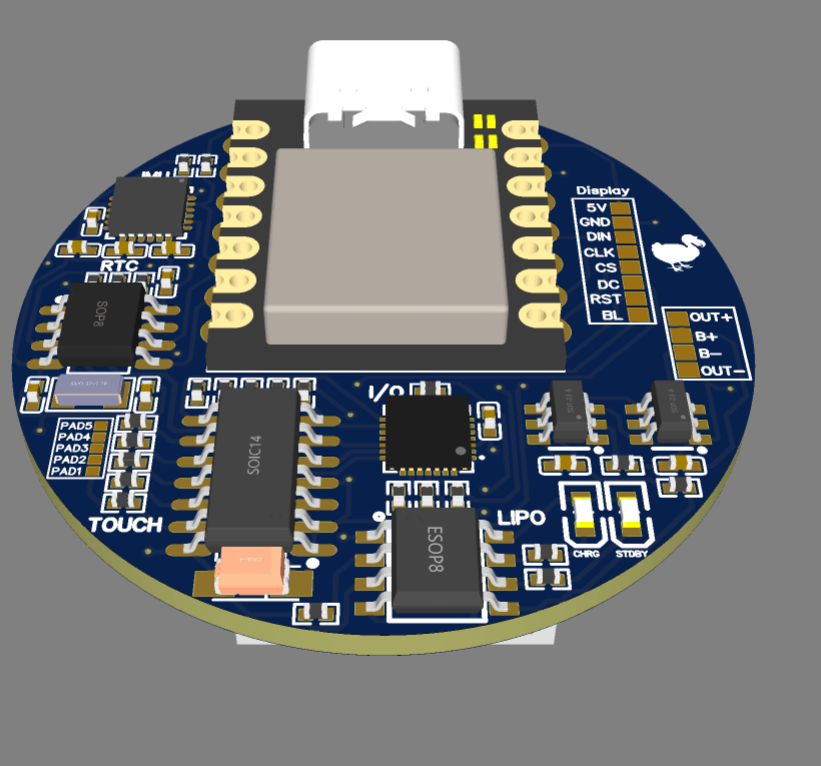 IMU
RTC
SOP8
Display
5V
GND
DIN
CLK
CS
DC
RST
BL
OUT+
B+
B-
OUT-
I/O
PAD5
PAD4
PAD3
PAD2
PAD1
TOUCH
SOIC14
ESOP8
LIPO
CHRG
STDBY